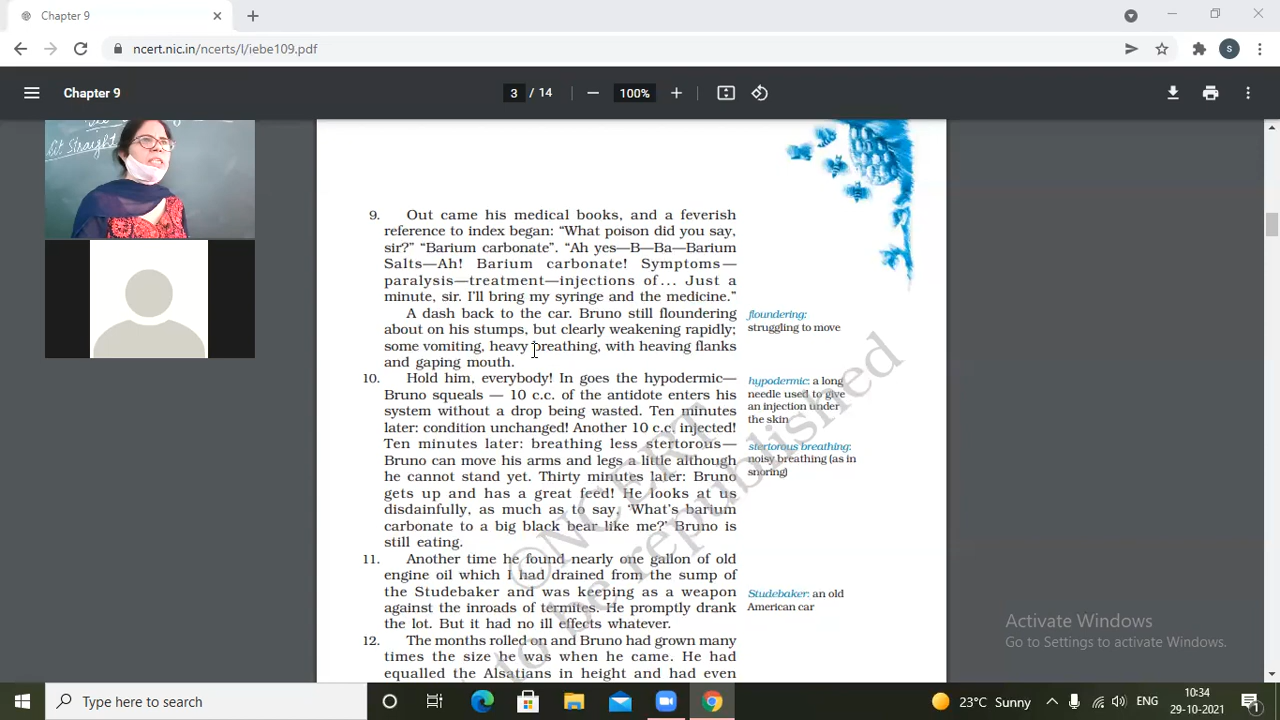 Chapter 9
ncert.nic.in/ncerts/l/iebe109.pdf
S
Chapter 9
3 / 14
100%
At Straight
9. Out came his medical books, and a feverish
reference to index began: “What poison did you say,
sir?” “Barium carbonate”. “Ah yes—B—Ba—Barium
Salts—Ah! Barium carbonate! Symptoms—
paralysis—treatment—injections of... Just a
minute, sir. I'll bring my syringe and the medicine.”
A dash back to the car. Bruno still floundering
about on his stumps, but clearly weakening rapidly;
some vomiting, heavy breathing, with heaving flanks
and gaping mouth.
floundering:
struggling to move
10. Hold him, everybody! In goes the hypodermic—
Bruno squeals — 10 c.c. of the antidote enters his
system without a drop being wasted. Ten minutes
later: condition unchanged! Another 10 c.c. injected!
Ten minutes later: breathing less stertorous—
Bruno can move his arms and legs a little although
he cannot stand yet. Thirty minutes later: Bruno
gets up and has a great feed! He looks at us
disdainfully, as much as to say, ‘What's barium
carbonate to a big black bear like me?’ Bruno is
still eating.
hypodermic: a long
needle used to give
an injection under
the skin
stertorous breathing:
noisy breathing (as in
snoring)
11. Another time he found nearly one gallon of old
engine oil which I had drained from the sump of
the Studebaker and was keeping as a weapon
against the inroads of termites. He promptly drank
the lot. But it had no ill effects whatever.
Studebaker: an old
American car
12. The months rolled on and Bruno had grown many
times the size he was when he came. He had
equalled the Alsatians in height and had even
©NCERT
to be republished
Activate Windows
Go to Settings to activate Windows.
Type here to search
23°C Sunny
ENG
10:34
29-10-2021
1